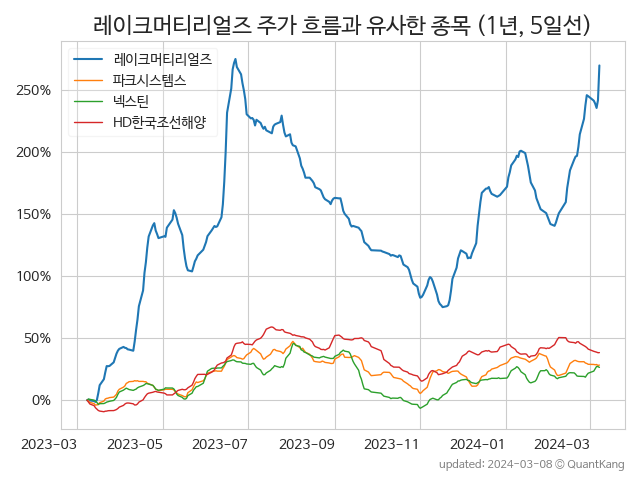 레이크머티리얼즈 주가 흐름과 유사한 종목 (1년, 5일선)
레이크머티리얼즈
파크시스템스
넥스틴
HD한국조선해양
250%
200%
150%
100%
50%
0%
2023-03 2023-05 2023-07 2023-09 2023-11 2024-01 2024-03
updated: 2024-03-08 © QuantKang